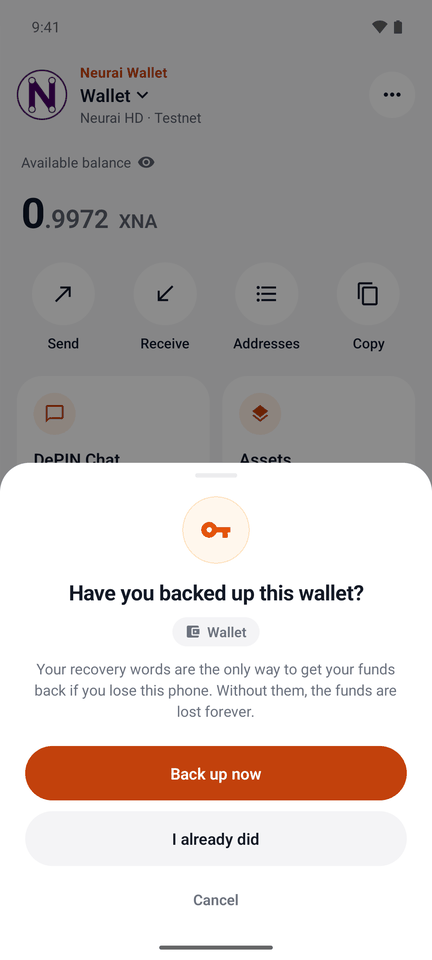 9:41
Neurai Wallet
Wallet
Neurai HD · Testnet
Available balance
0.9972 XNA
Send
Receive
Addresses
Copy
DePIN Chat
Assets
Have you backed up this wallet?
Wallet
Your recovery words are the only way to get your funds
back if you lose this phone. Without them, the funds are
lost forever.
Back up now
I already did
Cancel